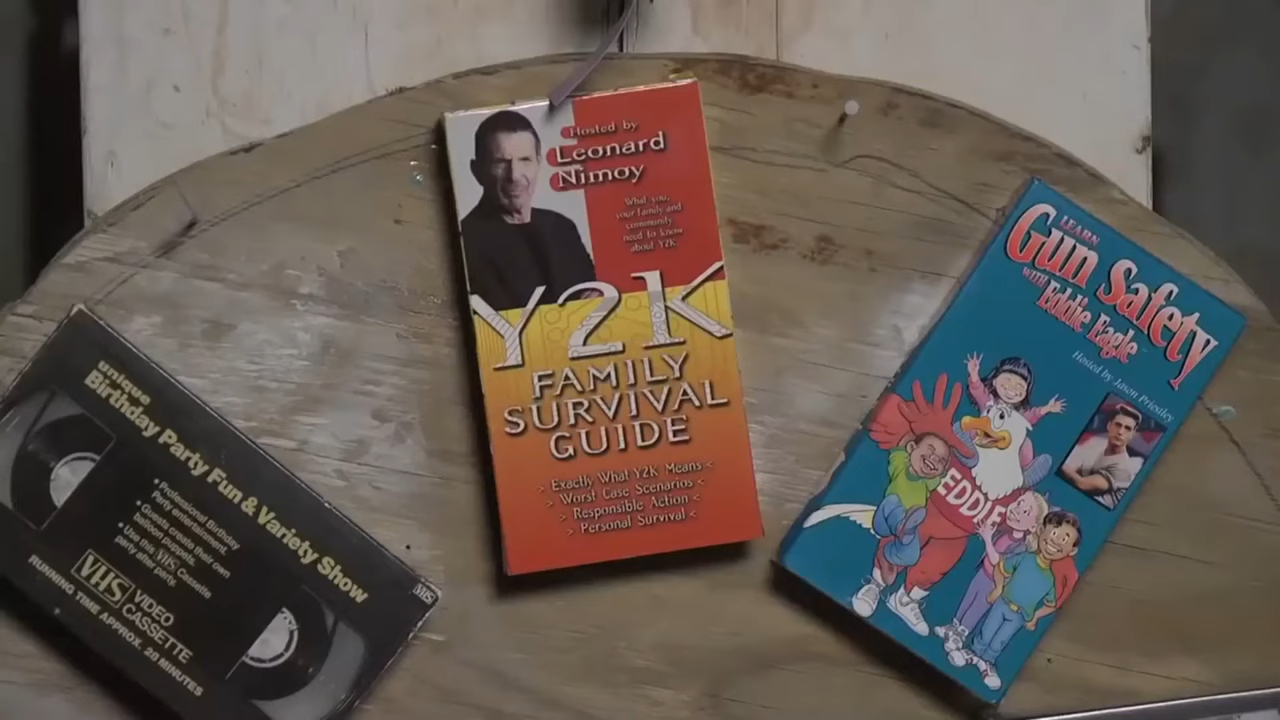 unique
Birthday Party Fun & Variety Show
• Professional Birthday
Party entertainment.
• Guests create their own
balloon puppets.
• Use this VHS Cassette
party after party.
VHS VIDEO
CASSETTE
RUNNING TIME APPROX. 20 MINUTES
VHS
Hosted by
Leonard
Nimoy
What you,
your family and
community
need to know
about Y2K
Y2K
FAMILY
SURVIVAL
GUIDE
> Exactly What Y2K Means <
> Worst Case Scenarios <
> Responsible Action <
> Personal Survival <
LEARN
Gun Safety
WITH
Eddie Eagle
Hosted by Jason Priestley
EDDIE